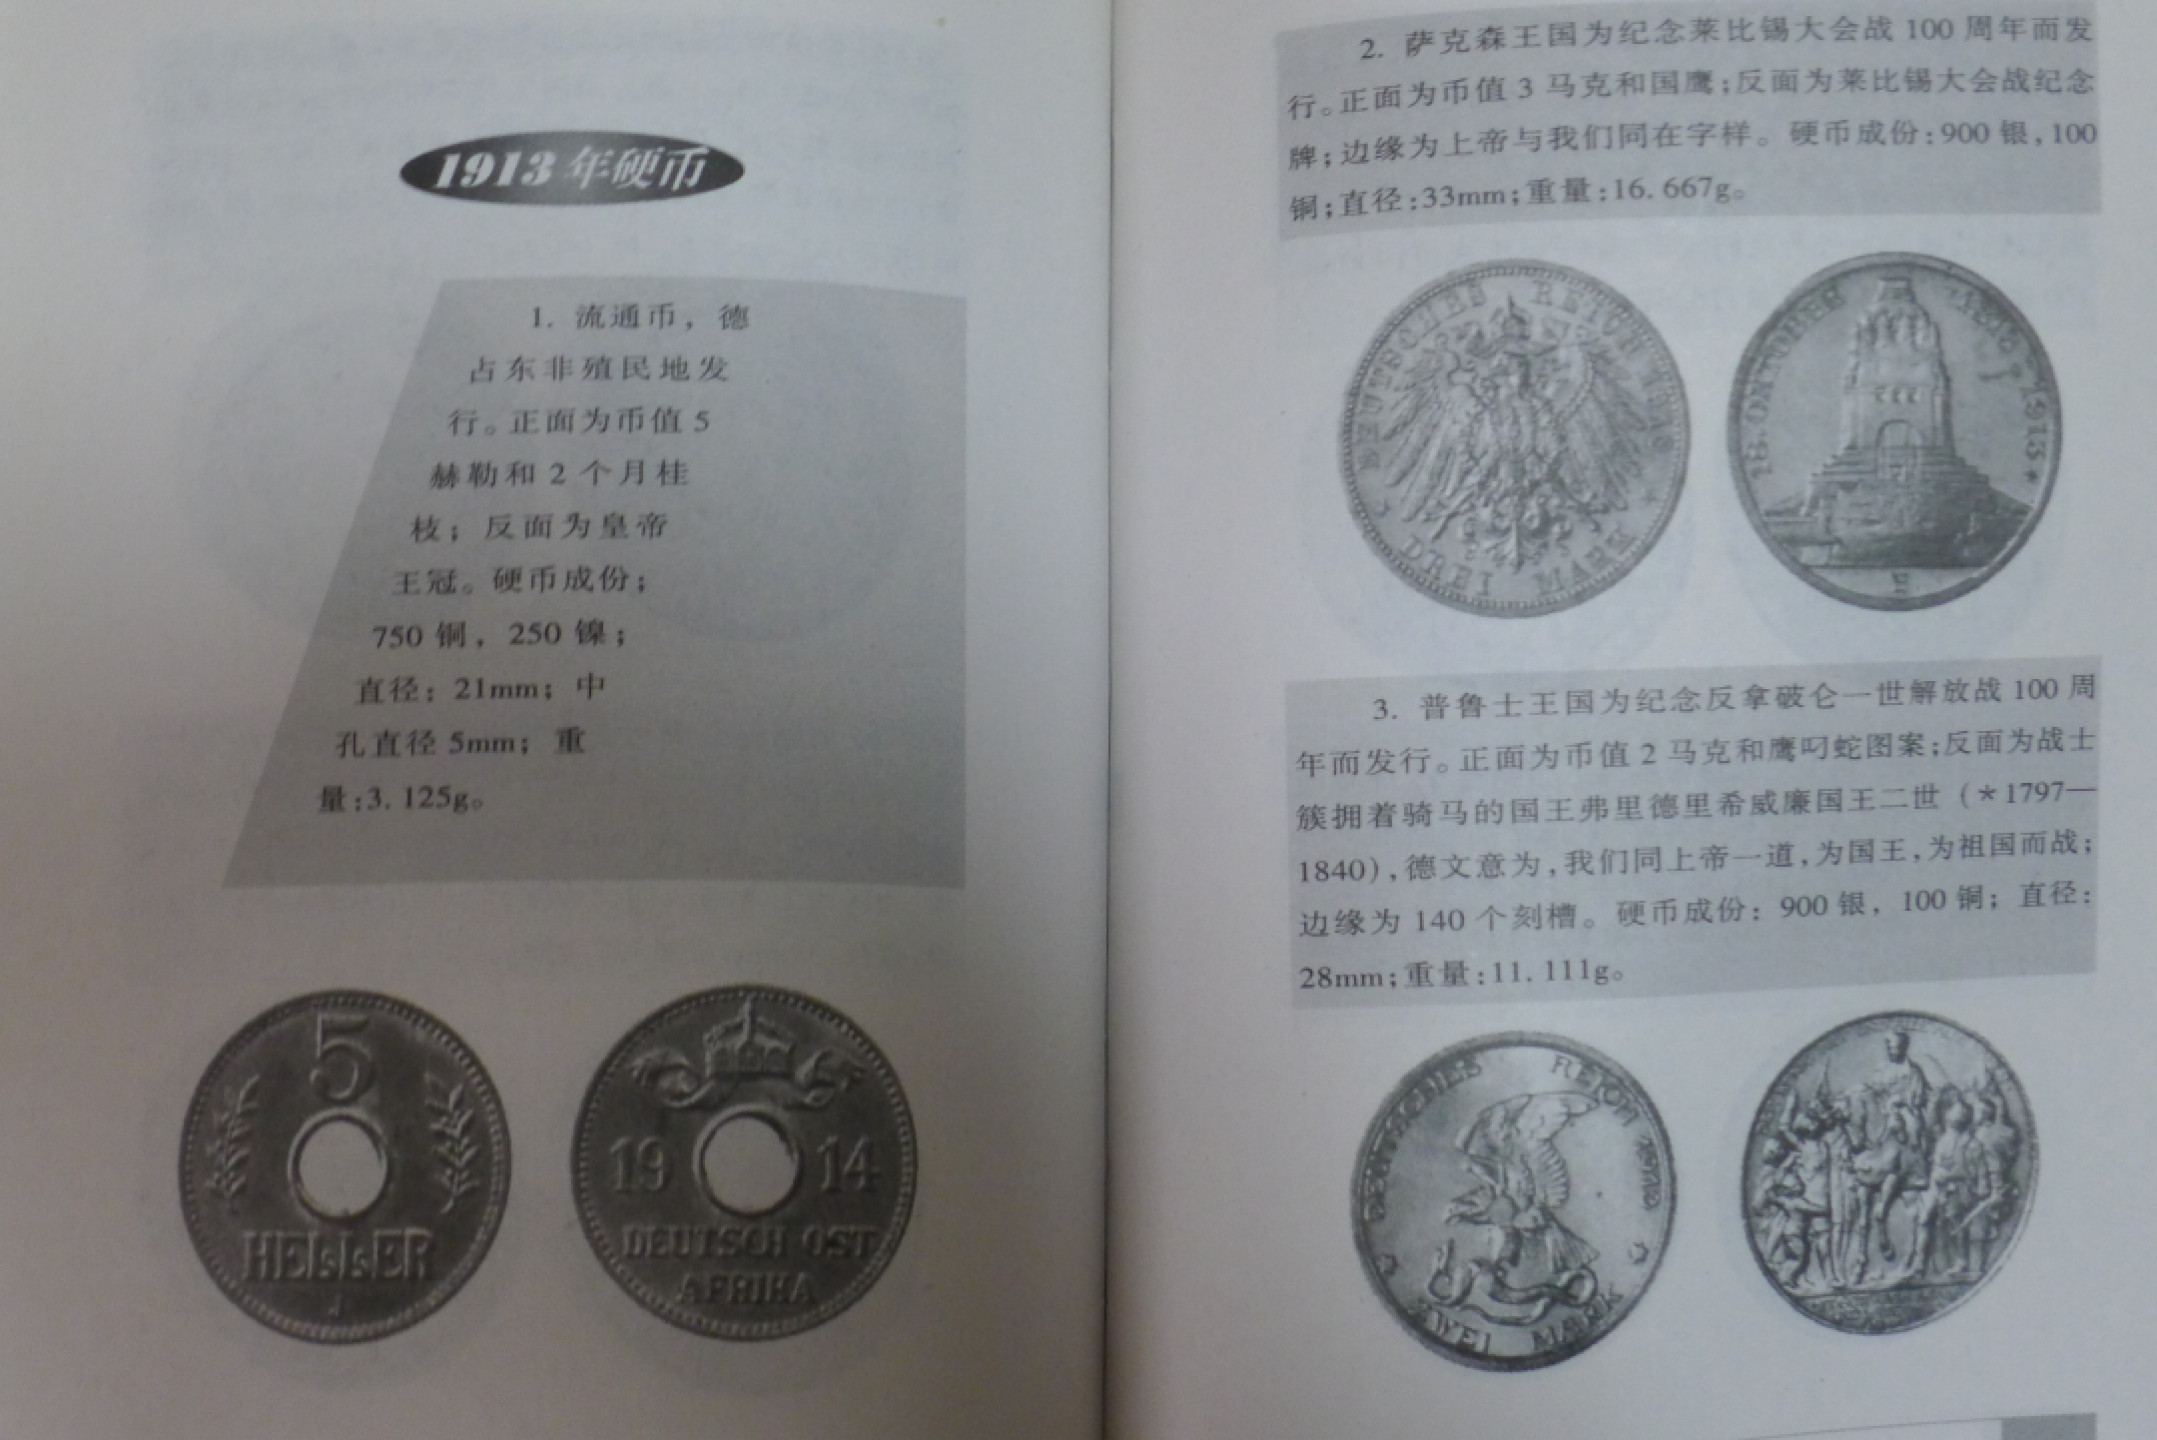 1913年硬币
1. 流通币，德
占东非殖民地发
行。正面为币值 5
赫勒和 2 个月桂
枝；反面为皇帝
王冠。硬币成份；
750 铜，250 镍；
直径：21mm；中
孔直径 5mm；重
量:3. 125g。
5
HELLER
J
19 14
DEUTSCH OST
AFRIKA
2. 萨克森王国为纪念莱比锡大会战 100 周年而发
行。正面为币值 3 马克和国鹰；反面为莱比锡大会战纪念
牌；边缘为上帝与我们同在字样。硬币成份:900 银,100
铜；直径:33mm；重量:16. 667g。
DEUTSCHES REICH 1913
DREI MARK
18. OKTOBER 1913
E
3. 普鲁士王国为纪念反拿破仑一世解放战 100 周
年而发行。正面为币值 2 马克和鹰叼蛇图案；反面为战士
簇拥着骑马的国王弗里德里希威廉国王二世（*1797—
1840），德文意为，我们同上帝一道，为国王，为祖国而战；
边缘为 140 个刻槽。硬币成份：900 银，100 铜；直径：
28mm；重量:11. 111g。
DEUTSCHES REICH 1913
ZWEI MARK